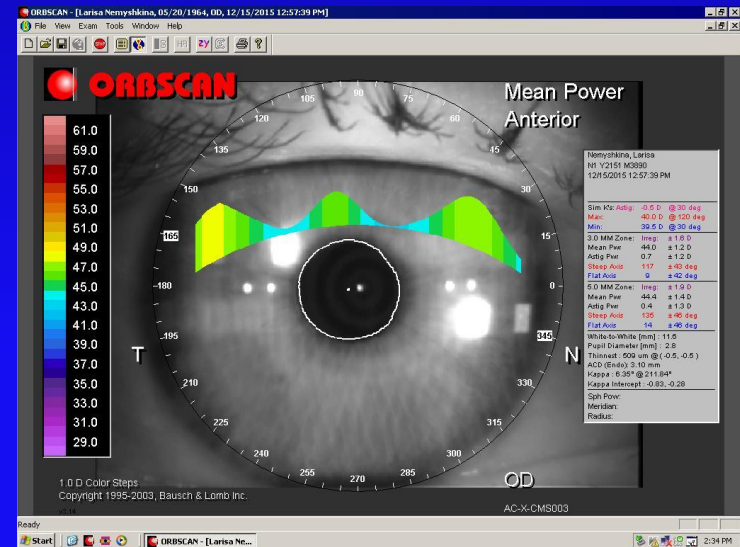 ORBSCAN - [Larisa Nemyshkina, 05/20/1964, OD, 12/15/2015 12:57:39 PM]
File View Exam Tools Window Help
HR ZY
ORBSCAN
Mean Power
Anterior
61.0
59.0
57.0
55.0
53.0
51.0
49.0
47.0
45.0
43.0
41.0
39.0
37.0
35.0
33.0
31.0
29.0
105 90 75
120 60
135 45
150 30
165 15
180 0
195 345
210 330
225 315
240 300
255 270 285
T N
OD
Nemyshkina, Larisa
N1 Y2151 M3890
12/15/2015 12:57:39 PM
Sim K's: Astig: -0.5 D @ 30 deg
Max: 40.0 D @ 120 deg
Min: 39.5 D @ 30 deg
3.0 MM Zone: Irreg: ± 1.6 D
Mean Pwr 44.0 ± 1.2 D
Astig Pwr 0.7 ± 1.2 D
Steep Axis 117 ± 43 deg
Flat Axis 9 ± 42 deg
5.0 MM Zone: Irreg: ± 1.9 D
Mean Pwr 44.4 ± 1.4 D
Astig Pwr 0.4 ± 1.3 D
Steep Axis 135 ± 46 deg
Flat Axis 14 ± 46 deg
White-to-White [mm] : 11.6
Pupil Diameter [mm] : 2.8
Thinnest : 509 um @ ( -0.5, -0.5 )
ACD (Endo): 3.10 mm
Kappa : 6.35° @ 211.84°
Kappa Intercept : -0.83, -0.28
Sph Pow:
Meridian:
Radius:
1.0 D Color Steps
Copyright 1995-2003, Bausch & Lomb Inc.
AC-X-CMS003
Ready
Start ORBSCAN - [Larisa Ne... 2:34 PM